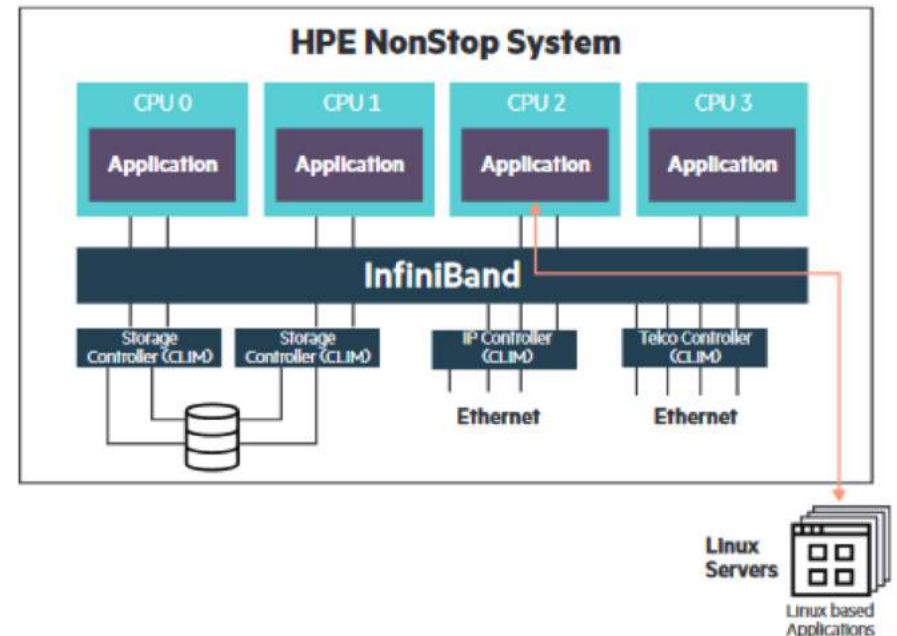 HPE NonStop System
CPU 0
CPU 1
CPU 2
CPU 3
Application
Application
Application
Application
InfiniBand
Storage
Controller (CLIM)
Storage
Controller (CLIM)
IP Controller
(CLIM)
Telco Controller
(CLIM)
Ethernet
Ethernet
Linux
Servers
Linux based
Applications